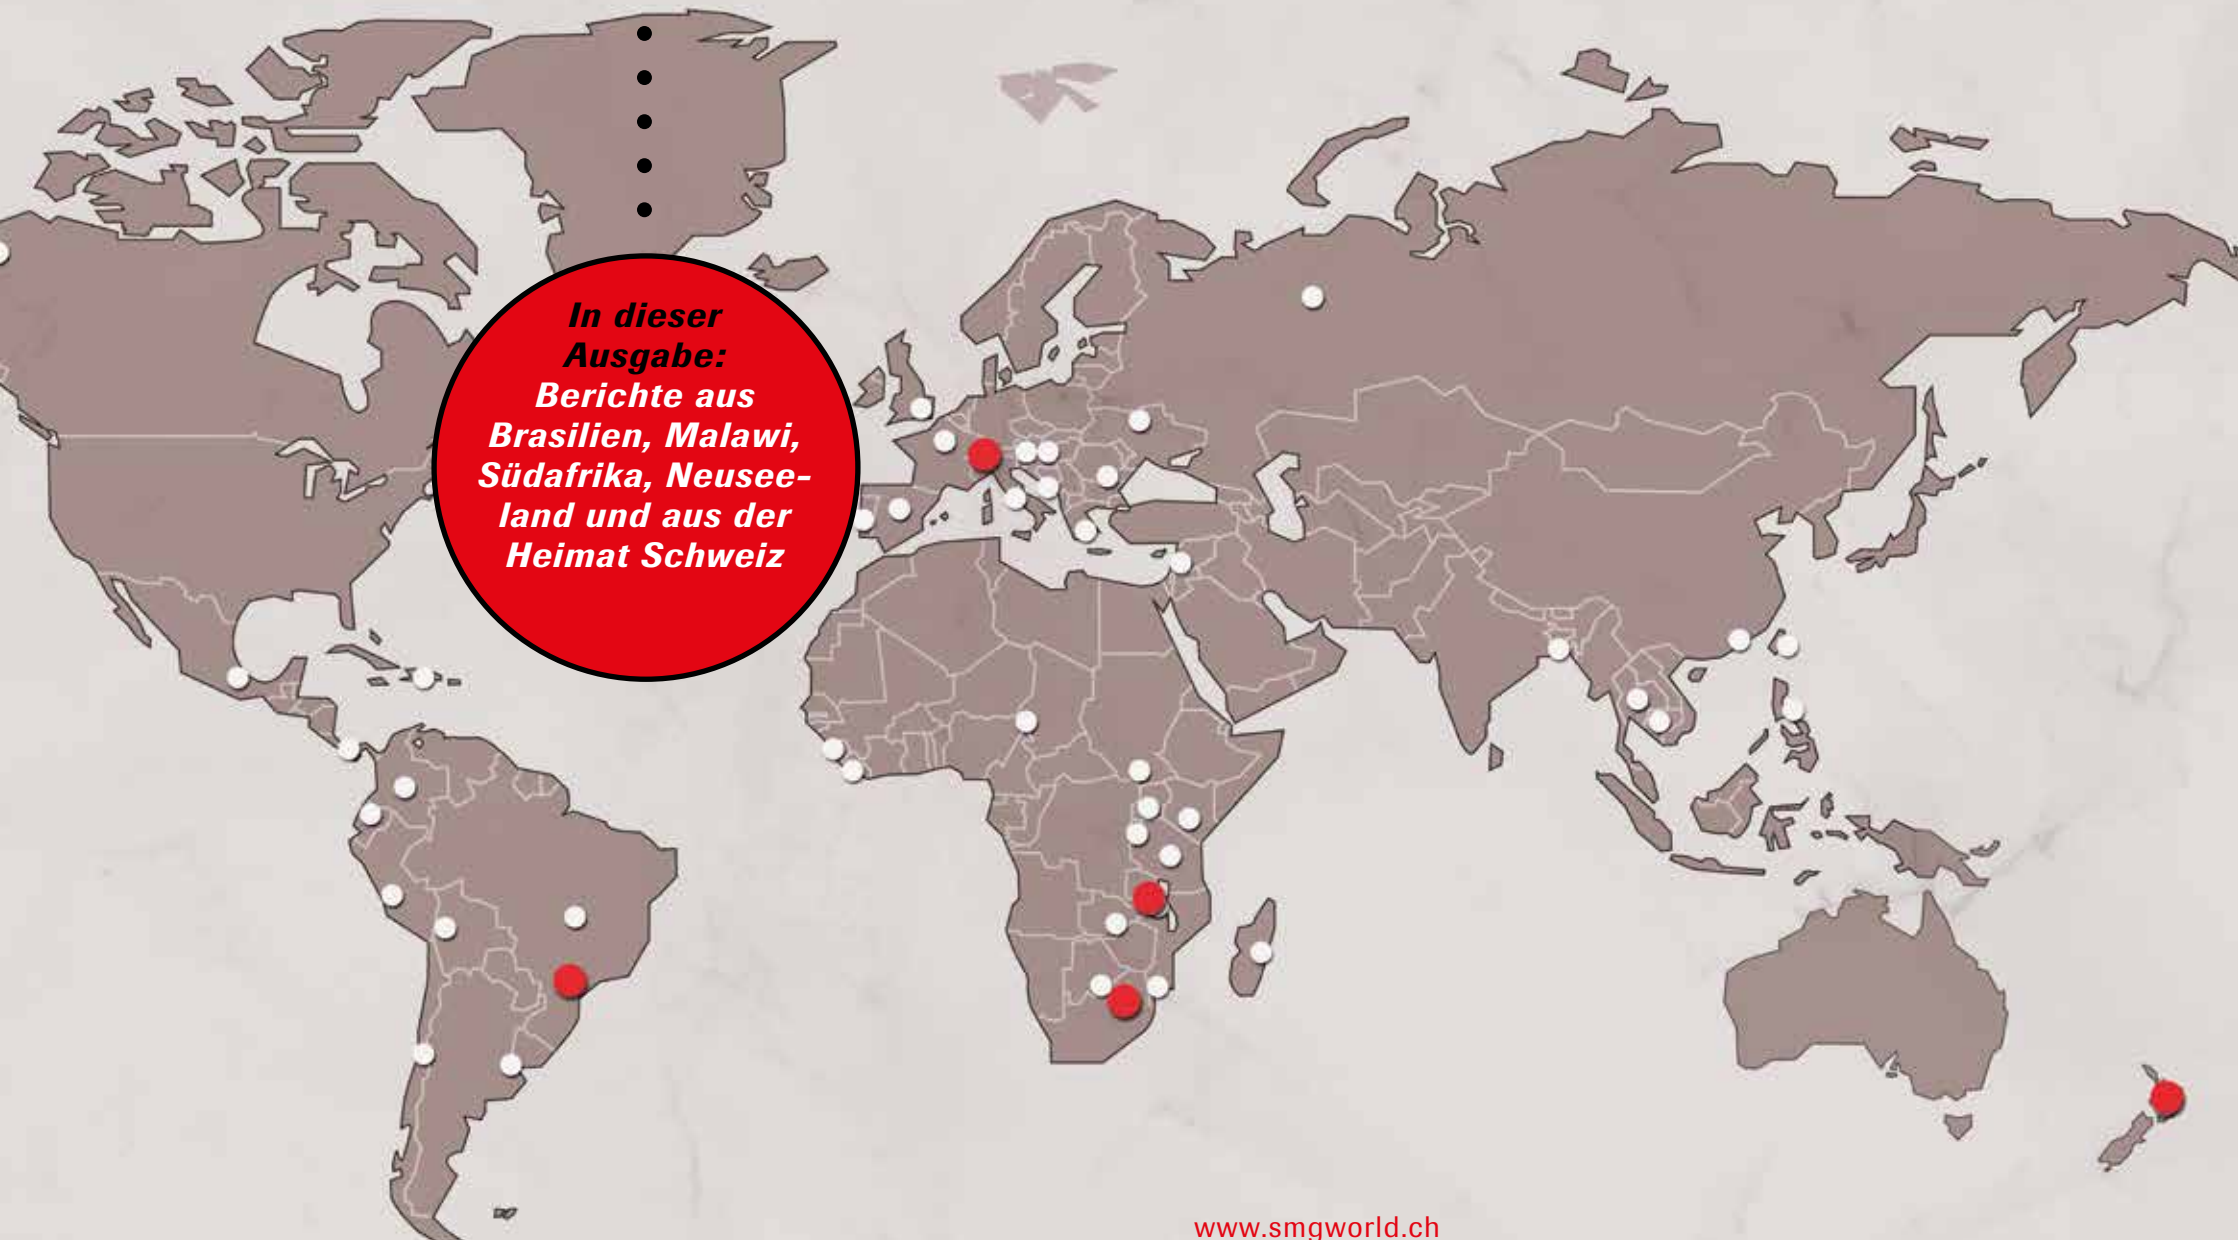 In dieser
Ausgabe:
Berichte aus
Brasilien, Malawi,
Südafrika, Neusee-
land und aus der
Heimat Schweiz
www.smgworld.ch